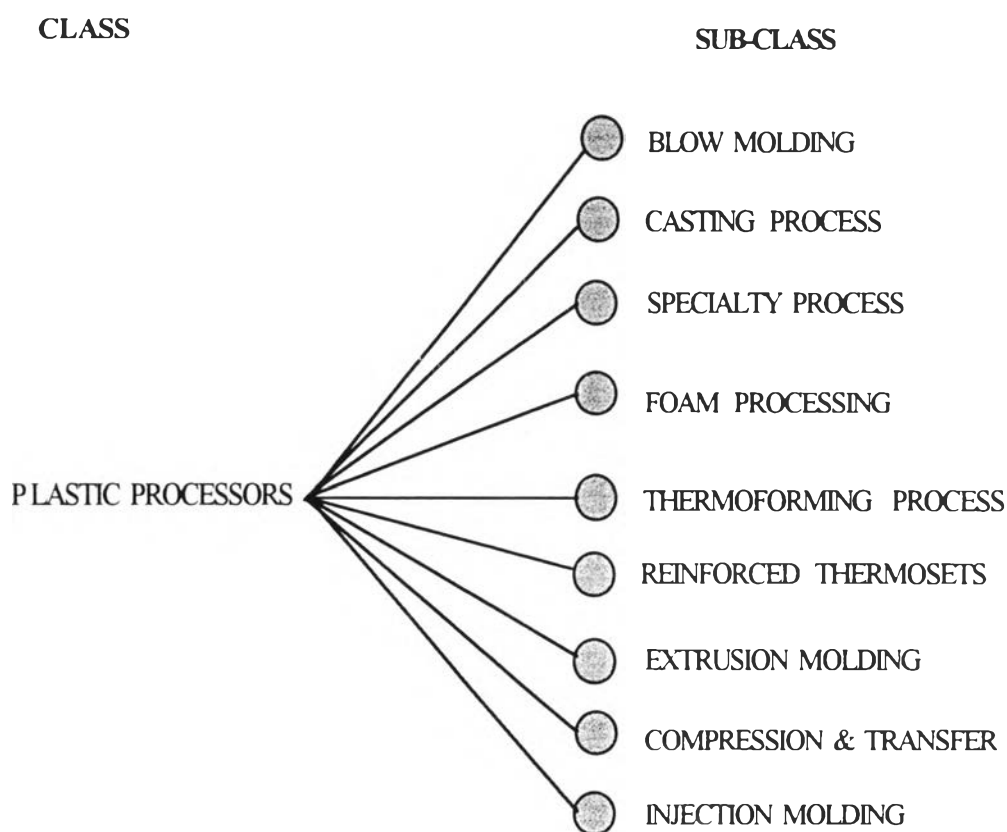 CLASS
SUB-CLASS
BLOW MOLDING
CASTING PROCESS
SPECIALTY PROCESS
FOAM PROCESSING
PLASTIC PROCESSORS
THERMOFORMING PROCESS
REINFORCED THERMOSETS
EXTRUSION MOLDING
COMPRESSION & TRANSFER
INJECTION MOLDING